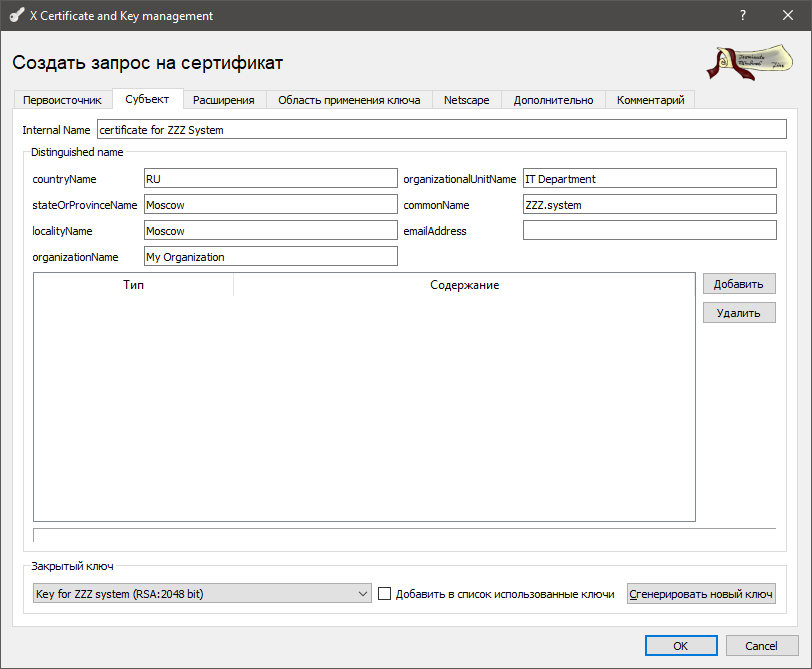 X Certificate and Key management
?
Создать запрос на сертификат
Первоисточник Субъект Расширения Область применения ключа Netscape Дополнительно Комментарий
Internal Name certificate for ZZZ System
Distinguished name
countryName RU organizationalUnitName IT Department
stateOrProvinceName Moscow commonName ZZZ.system
localityName Moscow emailAddress
organizationName My Organization
Тип Содержание Добавить
Удалить
Закрытый ключ
Key for ZZZ system (RSA:2048 bit) Добавить в список использованные ключи Сгенерировать новый ключ
OK Cancel